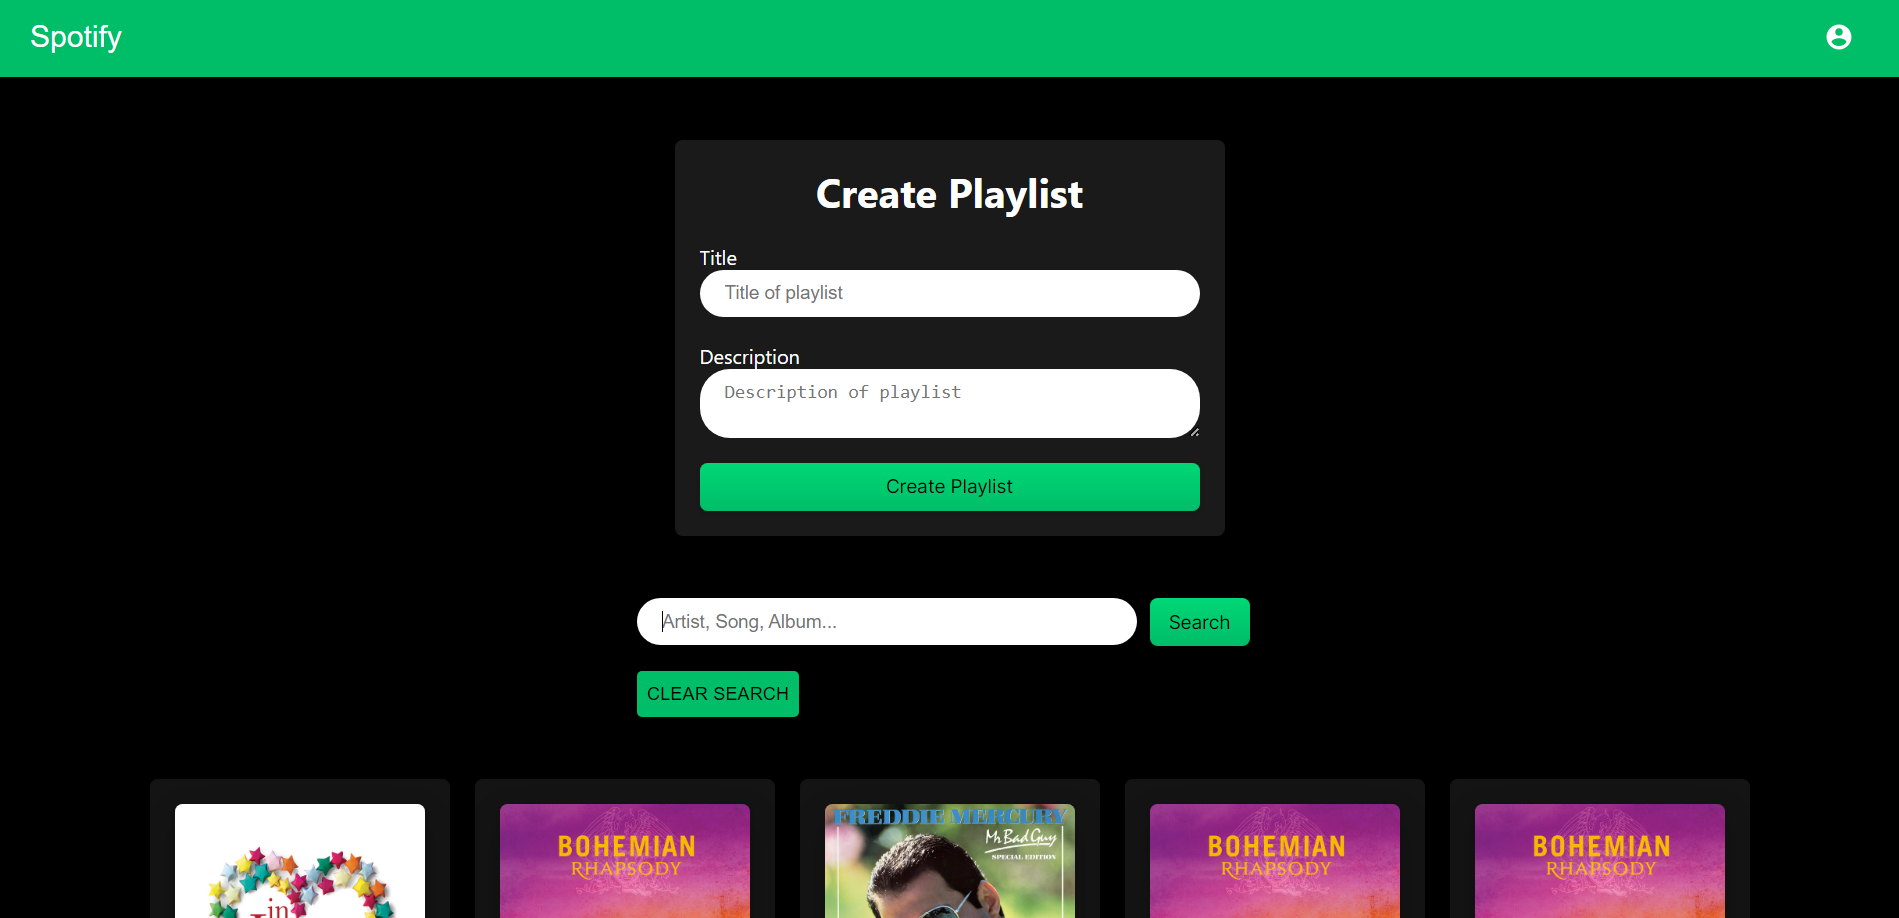 Spotify
Create Playlist
Title
Title of playlist
Description
Description of playlist
Create Playlist
Artist, Song, Album...
Search
CLEAR SEARCH
in
BOHEMIAN
RHAPSODY
FREDDIE MERCURY
Mr Bad Guy
SPECIAL EDITION
BOHEMIAN
RHAPSODY
BOHEMIAN
RHAPSODY